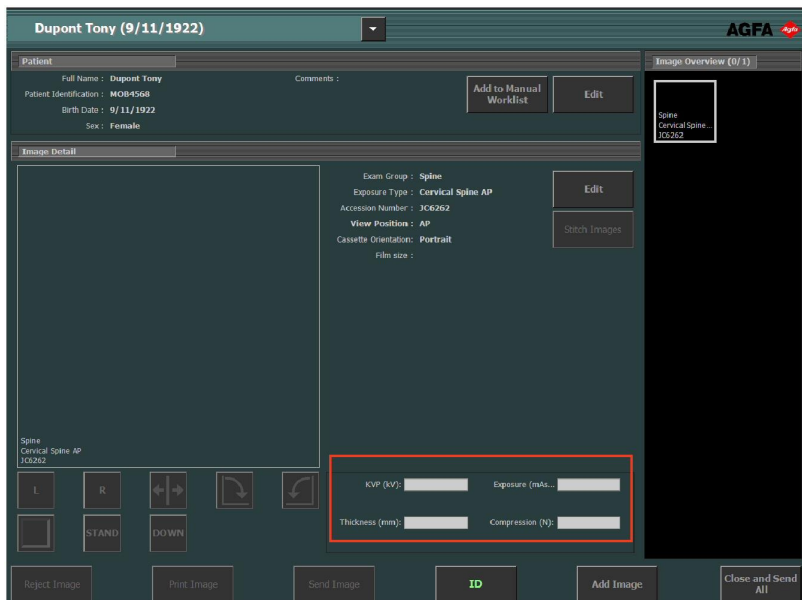 Dupont Tony (9/11/1922)
AGFA
Agfa
Patient
Full Name : Dupont Tony
Patient Identification : MOB4568
Birth Date : 9/11/1922
Sex : Female
Comments :
Add to Manual
Worklist
Edit
Image Overview (0/1)
Spine
Cervical Spine...
JC6262
Image Detail
Spine
Cervical Spine AP
JC6262
Exam Group : Spine
Exposure Type : Cervical Spine AP
Accession Number : JC6262
View Position : AP
Cassette Orientation: Portrait
Film size :
Edit
Stitch Images
L
R
STAND
DOWN
KVP (kV):
Exposure (mAs...
Thickness (mm):
Compression (N):
Reject Image
Print Image
Send Image
ID
Add Image
Close and Send
All